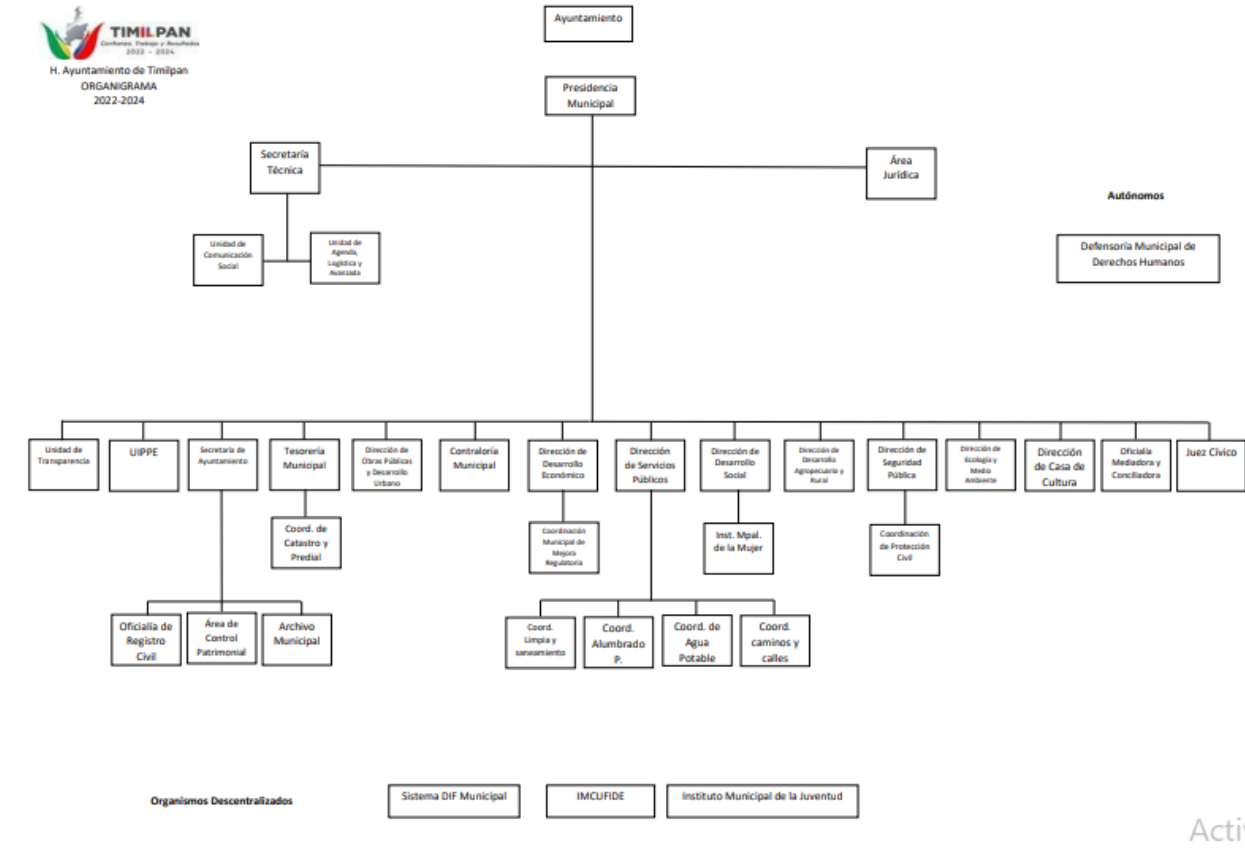 TIMILPAN
Confianza, Trabajo y Resultados
2022 - 2024
H. Ayuntamiento de Timilpan
ORGANIGRAMA
2022-2024
Ayuntamiento
Presidencia
Municipal
Secretaría
Técnica
Área
Jurídica
Autónomos
Unidad de
Comunicación
Social
Unidad de
Agenda,
Logística y
Avanzada
Defensoría Municipal de
Derechos Humanos
Unidad de
Transparencia
UIPPE
Secretaría de
Ayuntamiento
Tesorería
Municipal
Dirección de
Obras Públicas
y Desarrollo
Urbano
Contraloría
Municipal
Dirección de
Desarrollo
Económico
Dirección
de Servicios
Públicos
Dirección de
Desarrollo
Social
Dirección de
Desarrollo
Agropecuario y
Rural
Dirección de
Seguridad
Pública
Dirección de
Ecología y
Medio
Ambiente
Dirección
de Casa de
Cultura
Oficialía
Mediadora y
Conciliadora
Juez Cívico
Coord. de
Catastro y
Predial
Coordinación
Municipal de
Mejora
Regulatoria
Inst. Mpal.
de la Mujer
Coordinación
de Protección
Civil
Oficialía de
Registro
Civil
Área de
Control
Patrimonial
Archivo
Municipal
Coord.
Limpia y
saneamiento
Coord.
Alumbrado
P.
Coord. de
Agua
Potable
Coord.
caminos y
calles
Organismos Descentralizados
Sistema DIF Municipal
IMCUFIDE
Instituto Municipal de la Juventud
Activ